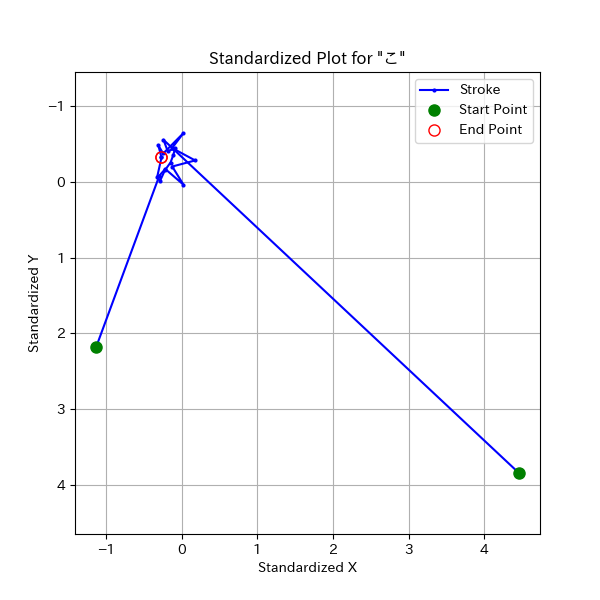 Standardized Plot for "こ"
Stroke
Start Point
End Point
−1
0
1
2
3
4
Standardized Y
−1 0 1 2 3 4
Standardized X